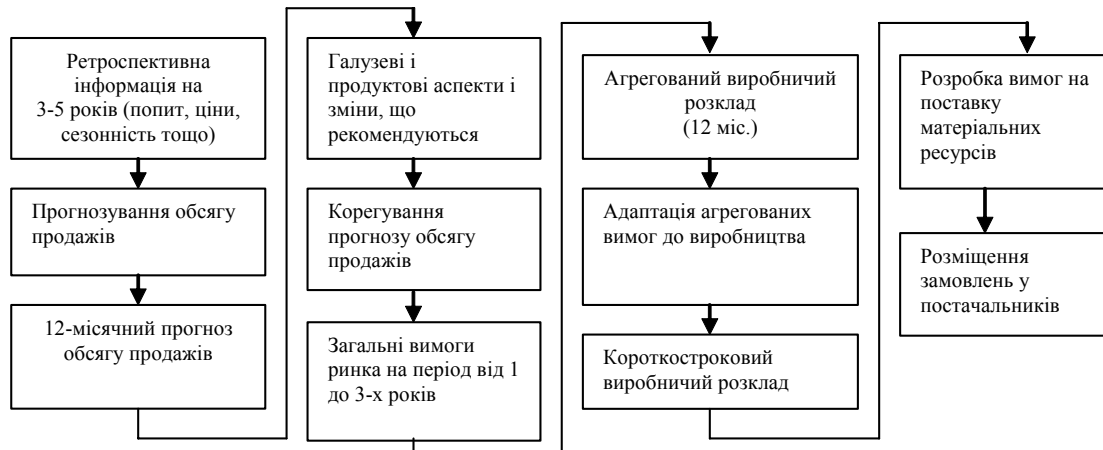 Ретроспективна
інформація на
3-5 років (попит, ціни,
сезонність тощо)
Прогнозування обсягу
продажів
12-місячний прогноз
обсягу продажів
Галузеві і
продуктові аспекти і
зміни, що
рекомендуються
Корегування
прогнозу обсягу
продажів
Загальні вимоги
ринка на період від 1
до 3-х років
Агрегований виробничий
розклад
(12 міс.)
Адаптація агрегованих
вимог до виробництва
Короткостроковий
виробничий розклад
Розробка вимог на
поставку
матеріальних
ресурсів
Розміщення
замовлень у
постачальників